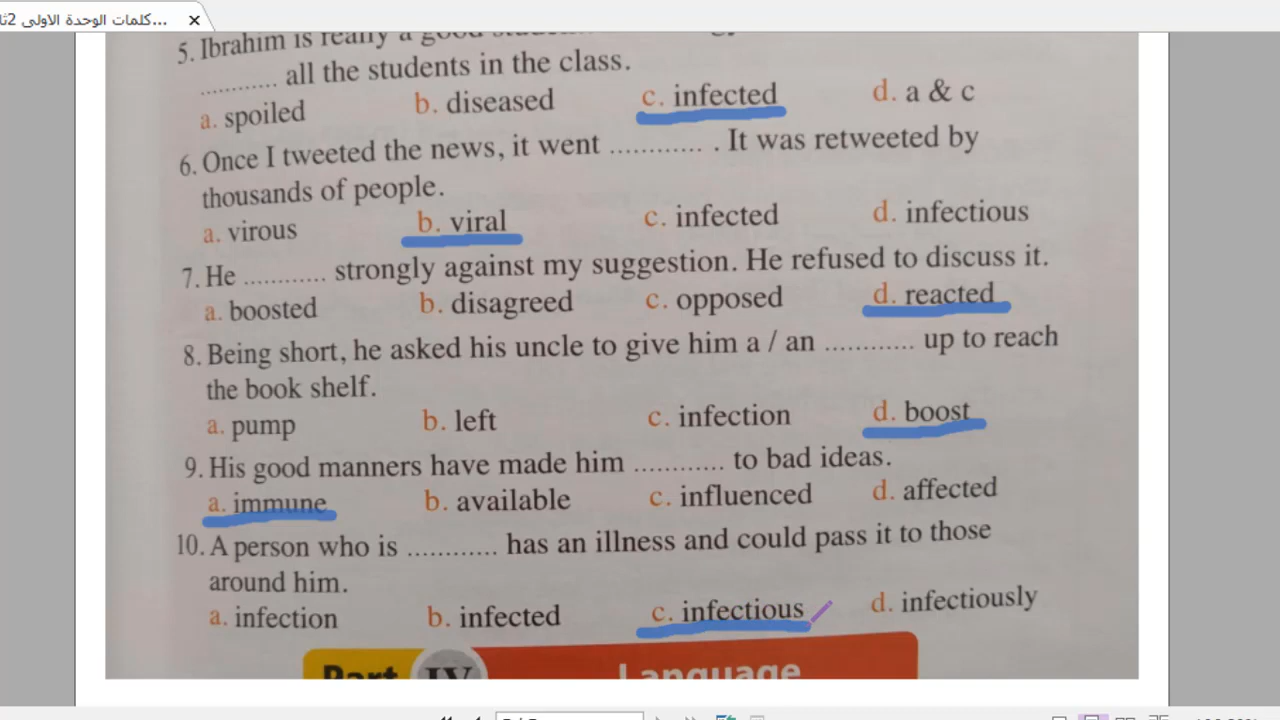 كلمات الوحدة الاولى 2ثا...
5. Ibrahim is really a good
............ all the students in the class.
a. spoiled b. diseased c. infected d. a & c
6. Once I tweeted the news, it went ............ . It was retweeted by
thousands of people.
a. virous b. viral c. infected d. infectious
7. He ............ strongly against my suggestion. He refused to discuss it.
a. boosted b. disagreed c. opposed d. reacted
8. Being short, he asked his uncle to give him a / an ............ up to reach
the book shelf.
a. pump b. left c. infection d. boost
9. His good manners have made him ............ to bad ideas.
a. immune b. available c. influenced d. affected
10. A person who is ............ has an illness and could pass it to those
around him.
a. infection b. infected c. infectious d. infectiously
Part IV Language